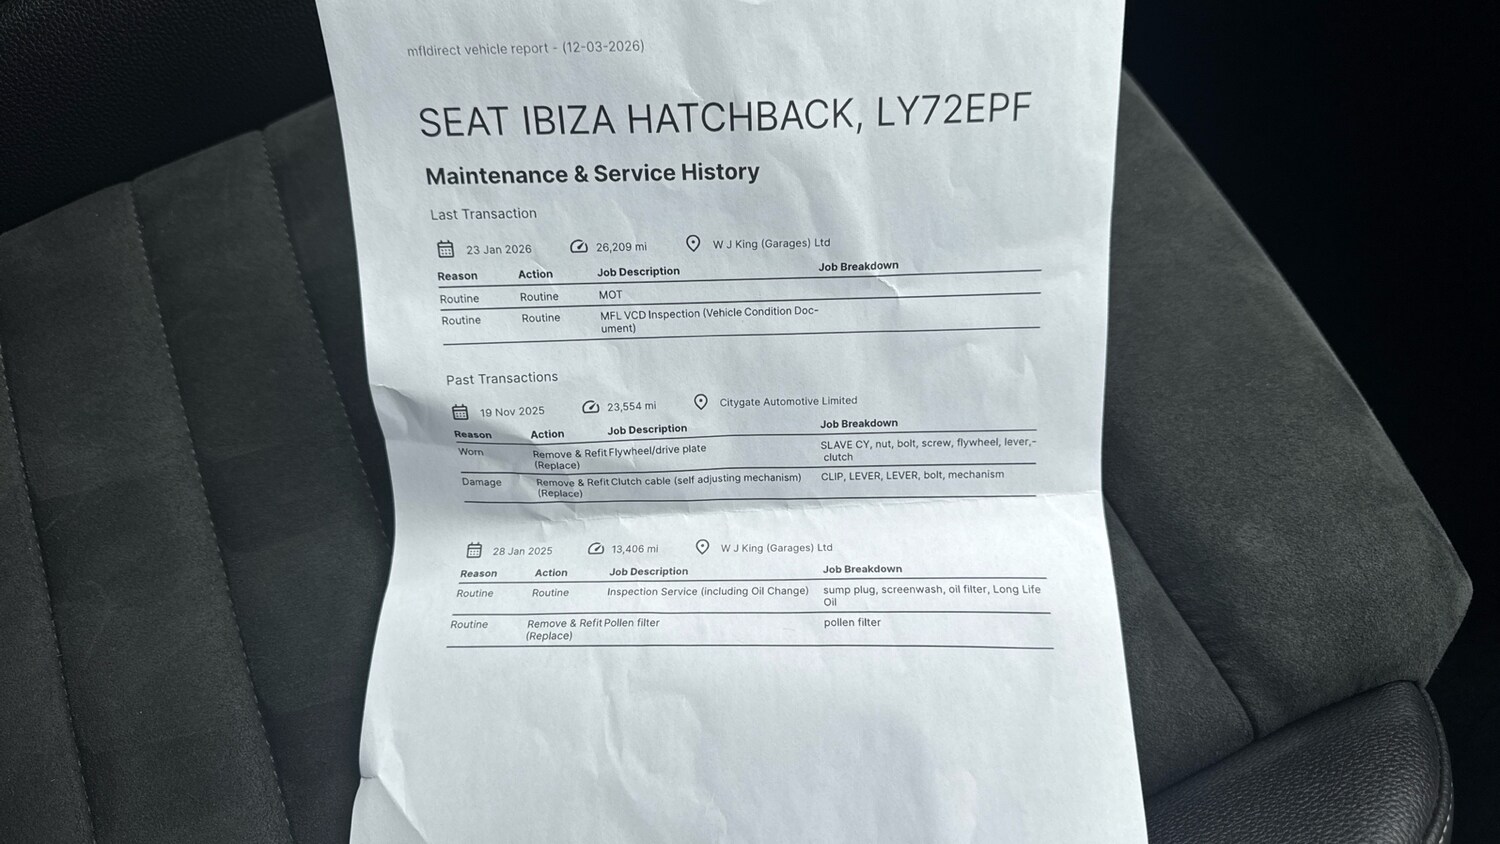 mfldirect vehicle report - (12-03-2026)
SEAT IBIZA HATCHBACK, LY72EPF
Maintenance & Service History
Last Transaction
23 Jan 2026 26,209 mi W J King (Garages) Ltd
Reason Action Job Description Job Breakdown
Routine Routine MOT
Routine Routine MFL VCD Inspection (Vehicle Condition Doc-
ument)
Past Transactions
19 Nov 2025 23,554 mi Citygate Automotive Limited
Reason Action Job Description Job Breakdown
Worn Remove & Refit Flywheel/drive plate SLAVE CY, nut, bolt, screw, flywheel, lever,-
(Replace) clutch
Damage Remove & Refit Clutch cable (self adjusting mechanism) CLIP, LEVER, LEVER, bolt, mechanism
(Replace)
28 Jan 2025 13,406 mi W J King (Garages) Ltd
Reason Action Job Description Job Breakdown
Routine Routine Inspection Service (including Oil Change) sump plug, screenwash, oil filter, Long Life
Oil
Routine Remove & Refit Pollen filter pollen filter
(Replace)